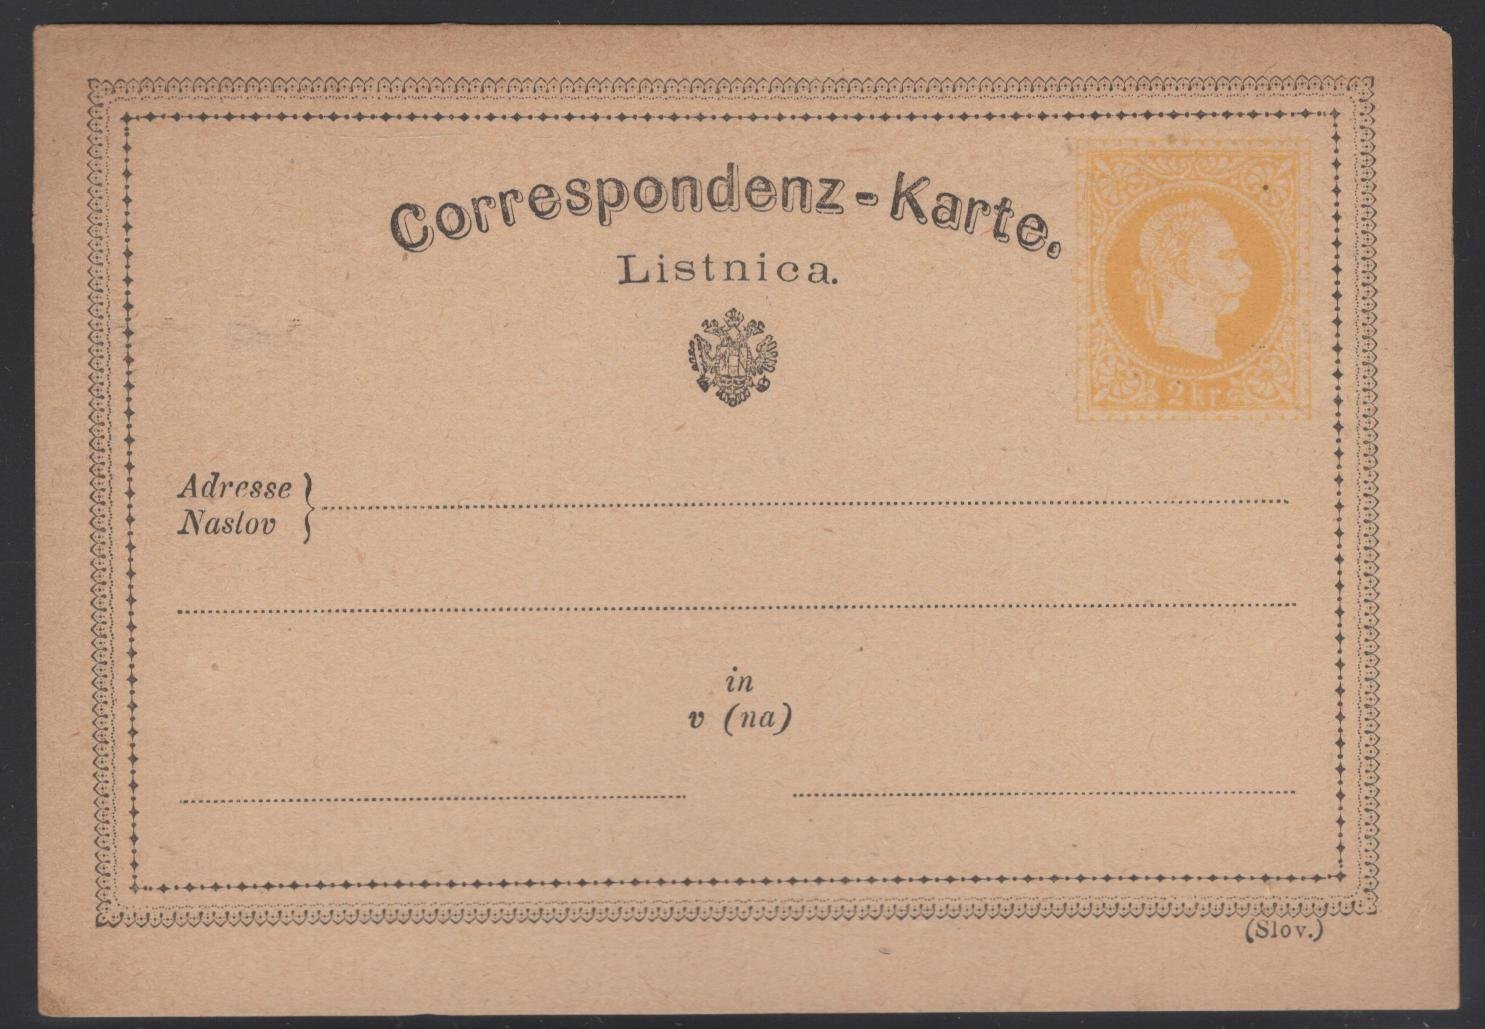 Correspondenz-Karte.
Listnica.
2 kr
Adresse
Naslov
in
v (na)
(Slov.)